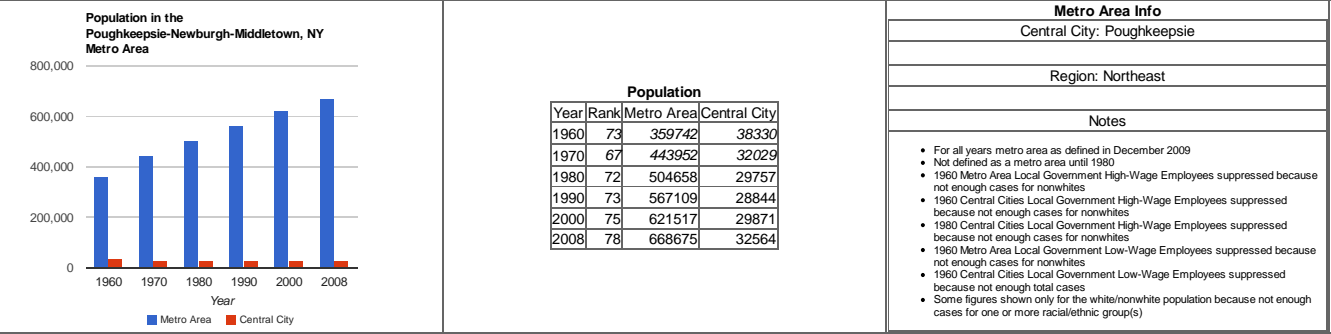 Population in the
Poughkeepsie-Newburgh-Middletown, NY
Metro Area
800,000
600,000
400,000
200,000
0
1960 1970 1980 1990 2000 2008
Year
Metro Area Central City
Population
Year Rank Metro Area Central City
1960 73 359742 38330
1970 67 443952 32029
1980 72 504658 29757
1990 73 567109 28844
2000 75 621517 29871
2008 78 668675 32564
Metro Area Info
Central City: Poughkeepsie
Region: Northeast
Notes
• For all years metro area as defined in December 2009
• Not defined as a metro area until 1980
• 1960 Metro Area Local Government High-Wage Employees suppressed because
not enough cases for nonwhites
• 1960 Central Cities Local Government High-Wage Employees suppressed
because not enough cases for nonwhites
• 1980 Central Cities Local Government High-Wage Employees suppressed
because not enough cases for nonwhites
• 1960 Metro Area Local Government Low-Wage Employees suppressed because
not enough cases for nonwhites
• 1960 Central Cities Local Government Low-Wage Employees suppressed
because not enough total cases
• Some figures shown only for the white/nonwhite population because not enough
cases for one or more racial/ethnic group(s)